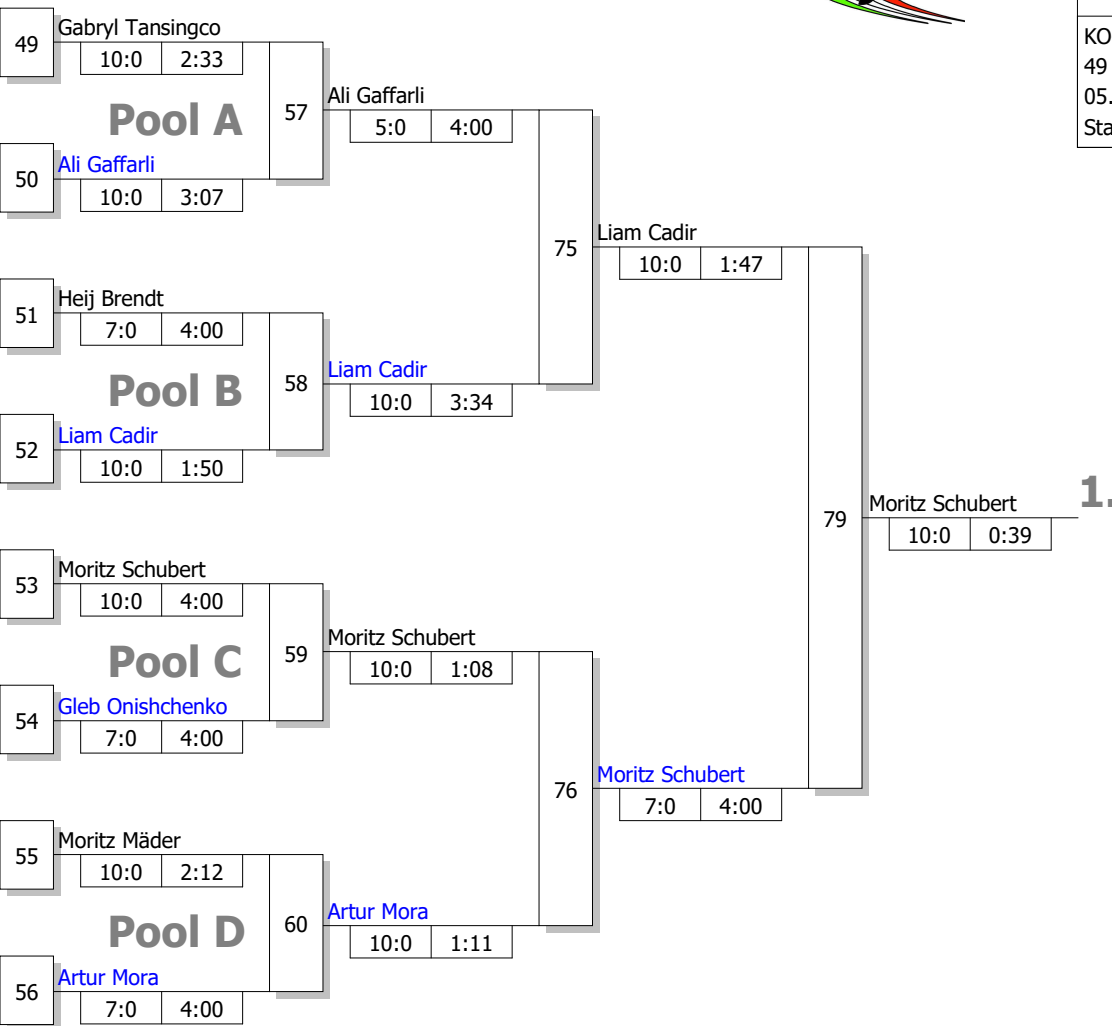 KO
49
05.
Sta
49
Gabryl Tansingco
10:0 2:33
Pool A
57
Ali Gaffarli
5:0 4:00
50
Ali Gaffarli
10:0 3:07
75
Liam Cadir
10:0 1:47
51
Heij Brendt
7:0 4:00
Pool B
58
Liam Cadir
10:0 3:34
52
Liam Cadir
10:0 1:50
79
Moritz Schubert
10:0 0:39
1.
53
Moritz Schubert
10:0 4:00
Pool C
59
Moritz Schubert
10:0 1:08
54
Gleb Onishchenko
7:0 4:00
76
Moritz Schubert
7:0 4:00
55
Moritz Mäder
10:0 2:12
Pool D
60
Artur Mora
10:0 1:11
56
Artur Mora
7:0 4:00